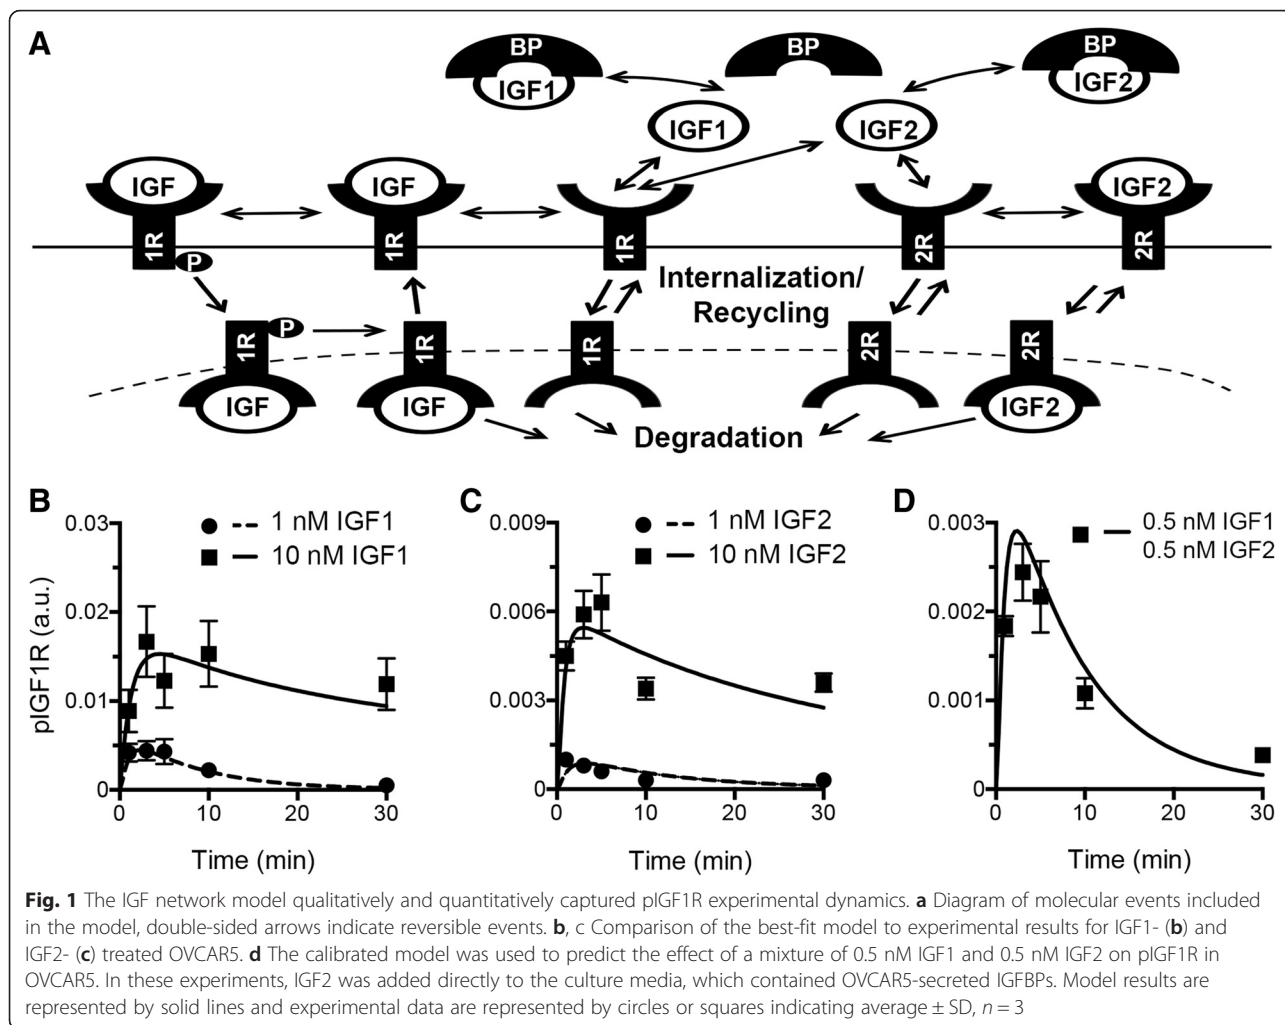 A
BP
BP
BP
IGF1
IGF2
IGF1
IGF2
IGF
IGF
IGF2
1R
1R
1R
2R
2R
P
Internalization/
Recycling
P
1R
1R
1R
2R
2R
IGF
IGF
IGF2
Degradation
B
pIGF1R (a.u.)
0.03
0.02
0.01
0
1 nM IGF1
10 nM IGF1
0 10 20 30
Time (min)
C
0.009
0.006
0.003
0
1 nM IGF2
10 nM IGF2
0 10 20 30
Time (min)
D
0.003
0.002
0.001
0
0.5 nM IGF1
0.5 nM IGF2
0 10 20 30
Time (min)
Fig. 1 The IGF network model qualitatively and quantitatively captured pIGF1R experimental dynamics. a Diagram of molecular events included
in the model, double-sided arrows indicate reversible events. b, c Comparison of the best-fit model to experimental results for IGF1- (b) and
IGF2- (c) treated OVCAR5. d The calibrated model was used to predict the effect of a mixture of 0.5 nM IGF1 and 0.5 nM IGF2 on pIGF1R in
OVCAR5. In these experiments, IGF2 was added directly to the culture media, which contained OVCAR5-secreted IGFBPs. Model results are
represented by solid lines and experimental data are represented by circles or squares indicating average ± SD, n = 3